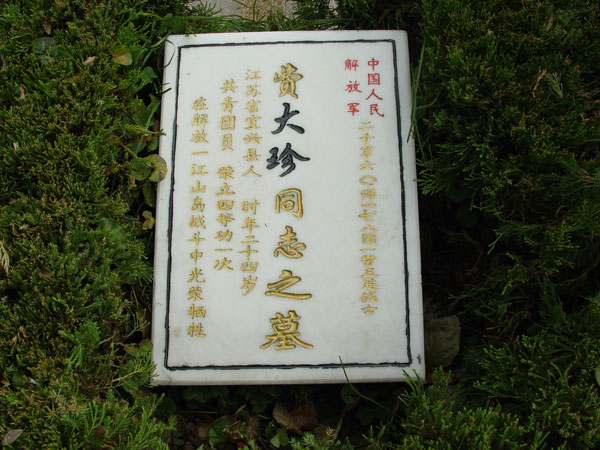 中国人民
解放军
二十军六〇师一七八团一营三连战士
费大珍同志之墓
江苏省宜兴县人 时年二十四岁
共青团员 荣立四等功一次
在解放一江山岛战斗中光荣牺牲